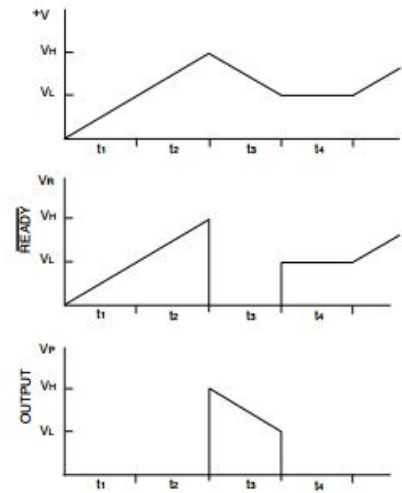 +V
VH
VL
t1 t2 t3 t4
VR
VH
VL
READY
t1 t2 t3 t4
VP
VH
VL
OUTPUT
t1 t2 t3 t4